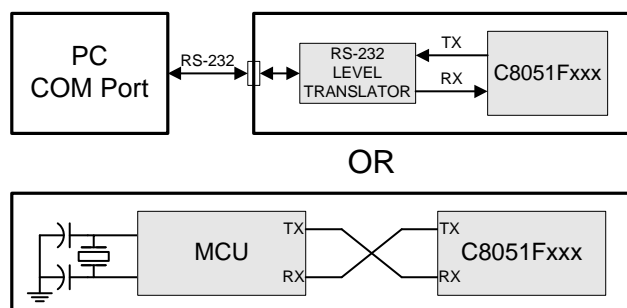 PC
COM Port
RS-232
RS-232
LEVEL
TRANSLATOR
TX
RX
C8051Fxxx
OR
MCU
TX
RX
TX
RX
C8051Fxxx